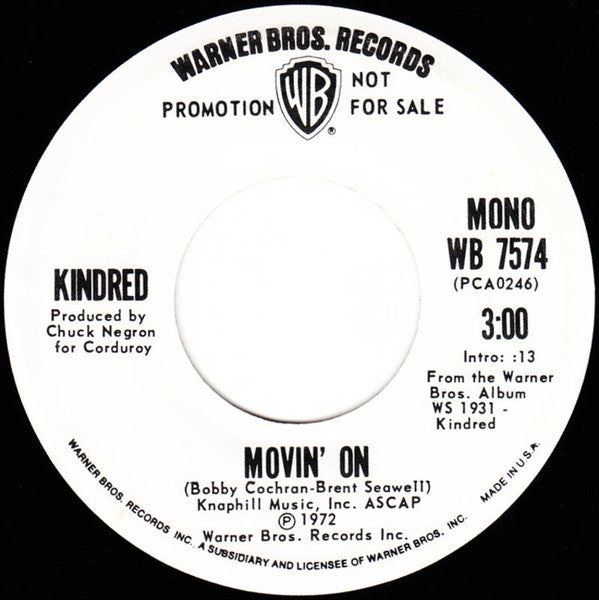 WARNER BROS. RECORDS
PROMOTION NOT FOR SALE
WB
®
MONO
WB 7574
(PCA0246)
3:00
Intro: :13
From the Warner
Bros. Album
WS 1931 -
Kindred
KINDRED
Produced by
Chuck Negron
for Corduroy
MOVIN' ON
(Bobby Cochran-Brent Seawell)
Knaphill Music, Inc. ASCAP
Ⓟ 1972
Warner Bros. Records Inc.
WARNER BROS. RECORDS INC., A SUBSIDIARY AND LICENSEE OF WARNER BROS. INC. MADE IN U.S.A.